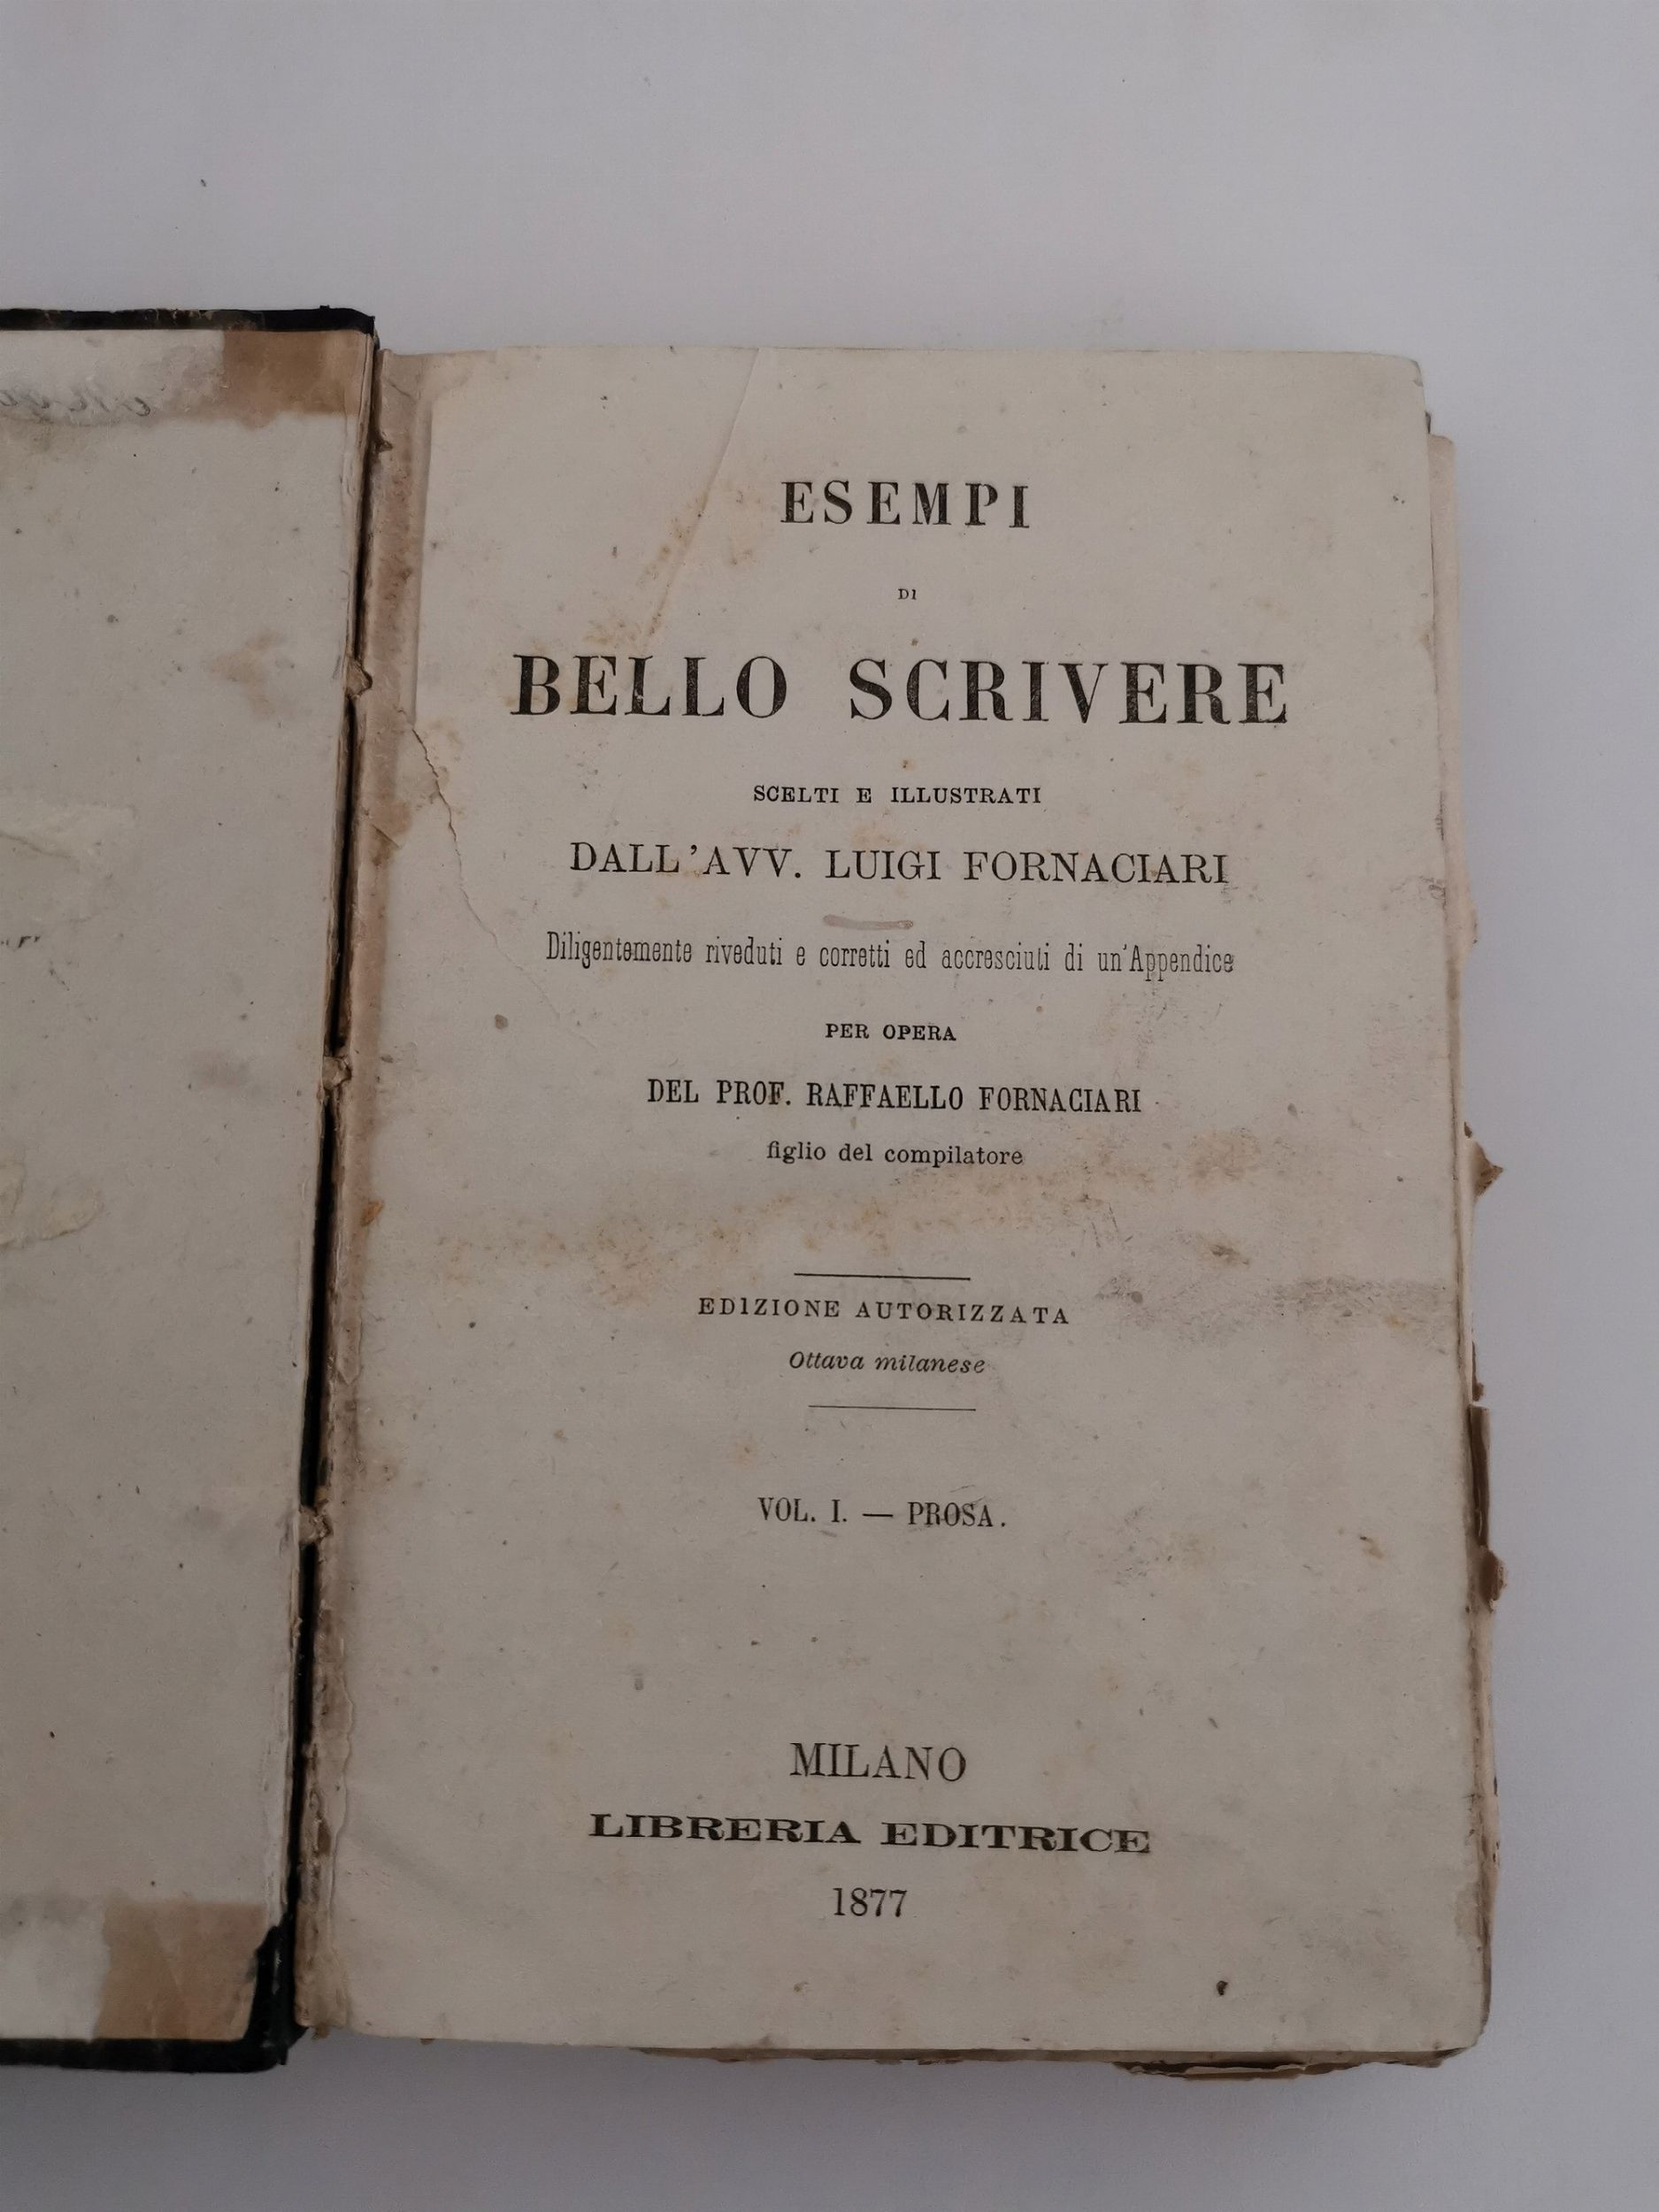 ESEMPI
DI
BELLO SCRIVERE
SCELTI E ILLUSTRATI
DALL'AVV. LUIGI FORNACIARI
Diligentemente riveduti e corretti ed accresciuti di un'Appendice
PER OPERA
DEL PROF. RAFFAELLO FORNACIARI
figlio del compilatore
EDIZIONE AUTORIZZATA
Ottava milanese
VOL. I. — PROSA.
MILANO
LIBRERIA EDITRICE
1877